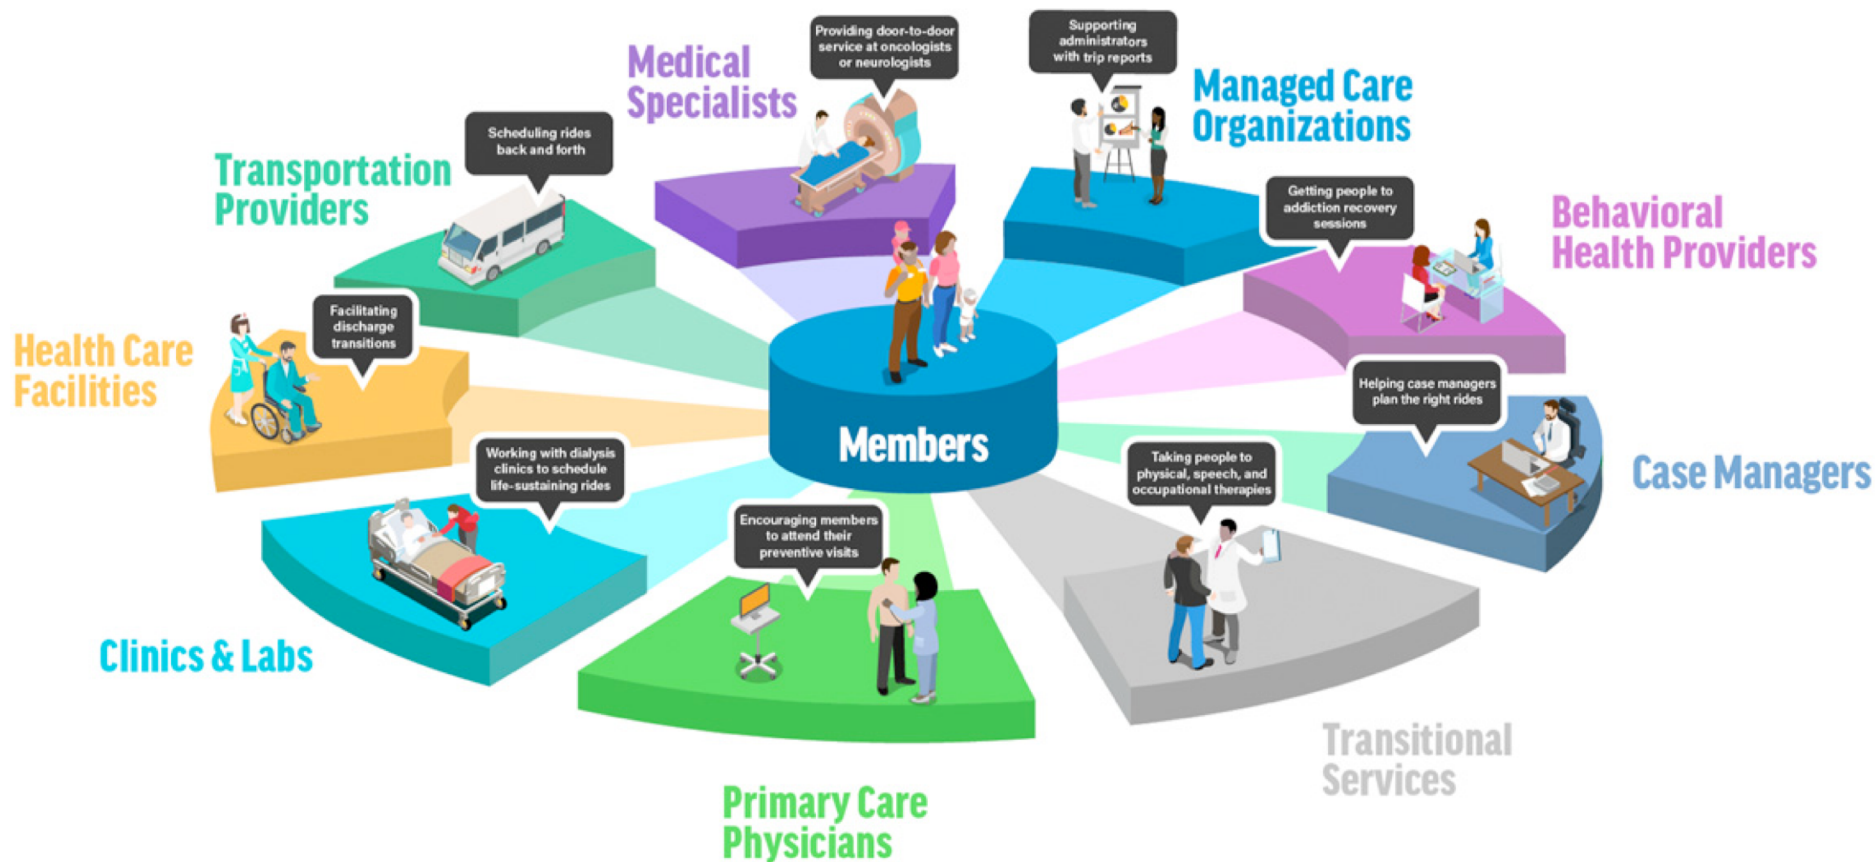 Medical
Specialists
Providing door-to-door
service at oncologists
or neurologists
Supporting
administrators
with trip reports
Managed Care
Organizations
Transportation
Providers
Scheduling rides
back and forth
Getting people to
addiction recovery
sessions
Behavioral
Health Providers
Health Care
Facilities
Facilitating
discharge
transitions
Members
Helping case managers
plan the right rides
Case Managers
Working with dialysis
clinics to schedule
life-sustaining rides
Clinics & Labs
Encouraging members
to attend their
preventive visits
Primary Care
Physicians
Taking people to
physical, speech, and
occupational therapies
Transitional
Services